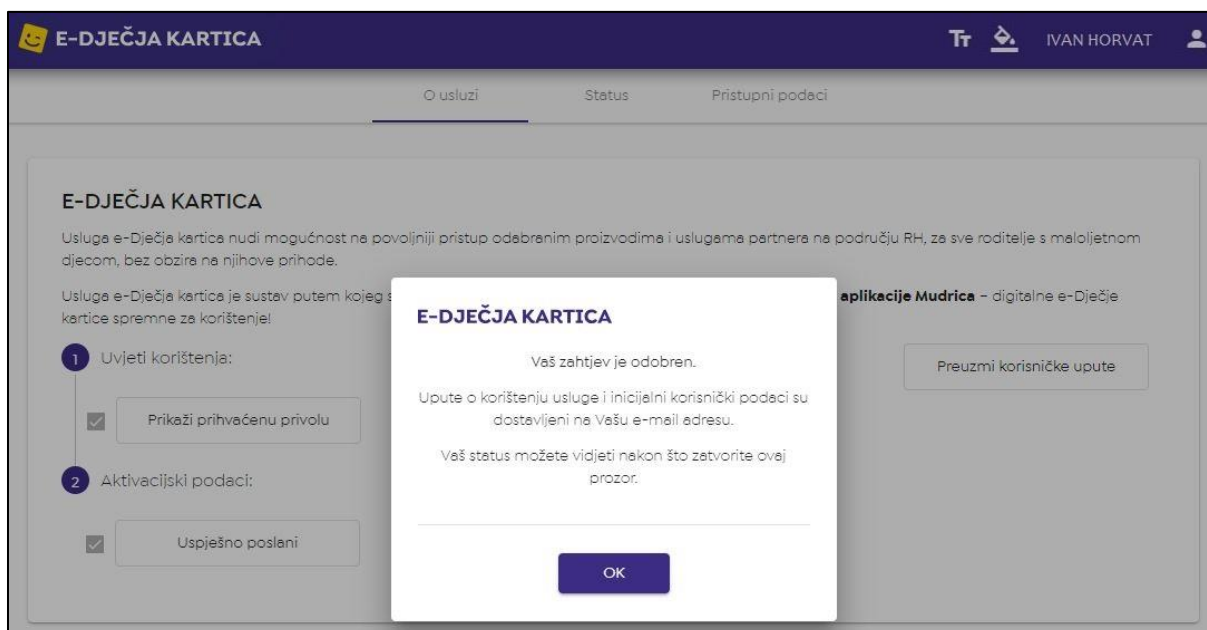 E-DJEČJA KARTICA
IVAN HORVAT
O usluzi
Status
Pristupni podaci
E-DJEČJA KARTICA
Usluga e-Dječja kartica nudi mogućnost na povoljniji pristup odabranim proizvodima i uslugama partnera na području RH, za sve roditelje s maloljetnom
djecom, bez obzira na njihove prihode.
Usluga e-Dječja kartica je sustav putem kojeg
aplikacije Mudrica – digitalne e-Dječje
kartice spremne za korištenje!
1 Uvjeti korištenja:
Preuzmi korisničke upute
Prikaži prihvaćenu privolu
2 Aktivacijski podaci:
Uspješno poslani
E-DJEČJA KARTICA
Vaš zahtjev je odobren.
Upute o korištenju usluge i inicijalni korisnički podaci su
dostavljeni na Vašu e-mail adresu.
Vaš status možete vidjeti nakon što zatvorite ovaj
prozor.
OK